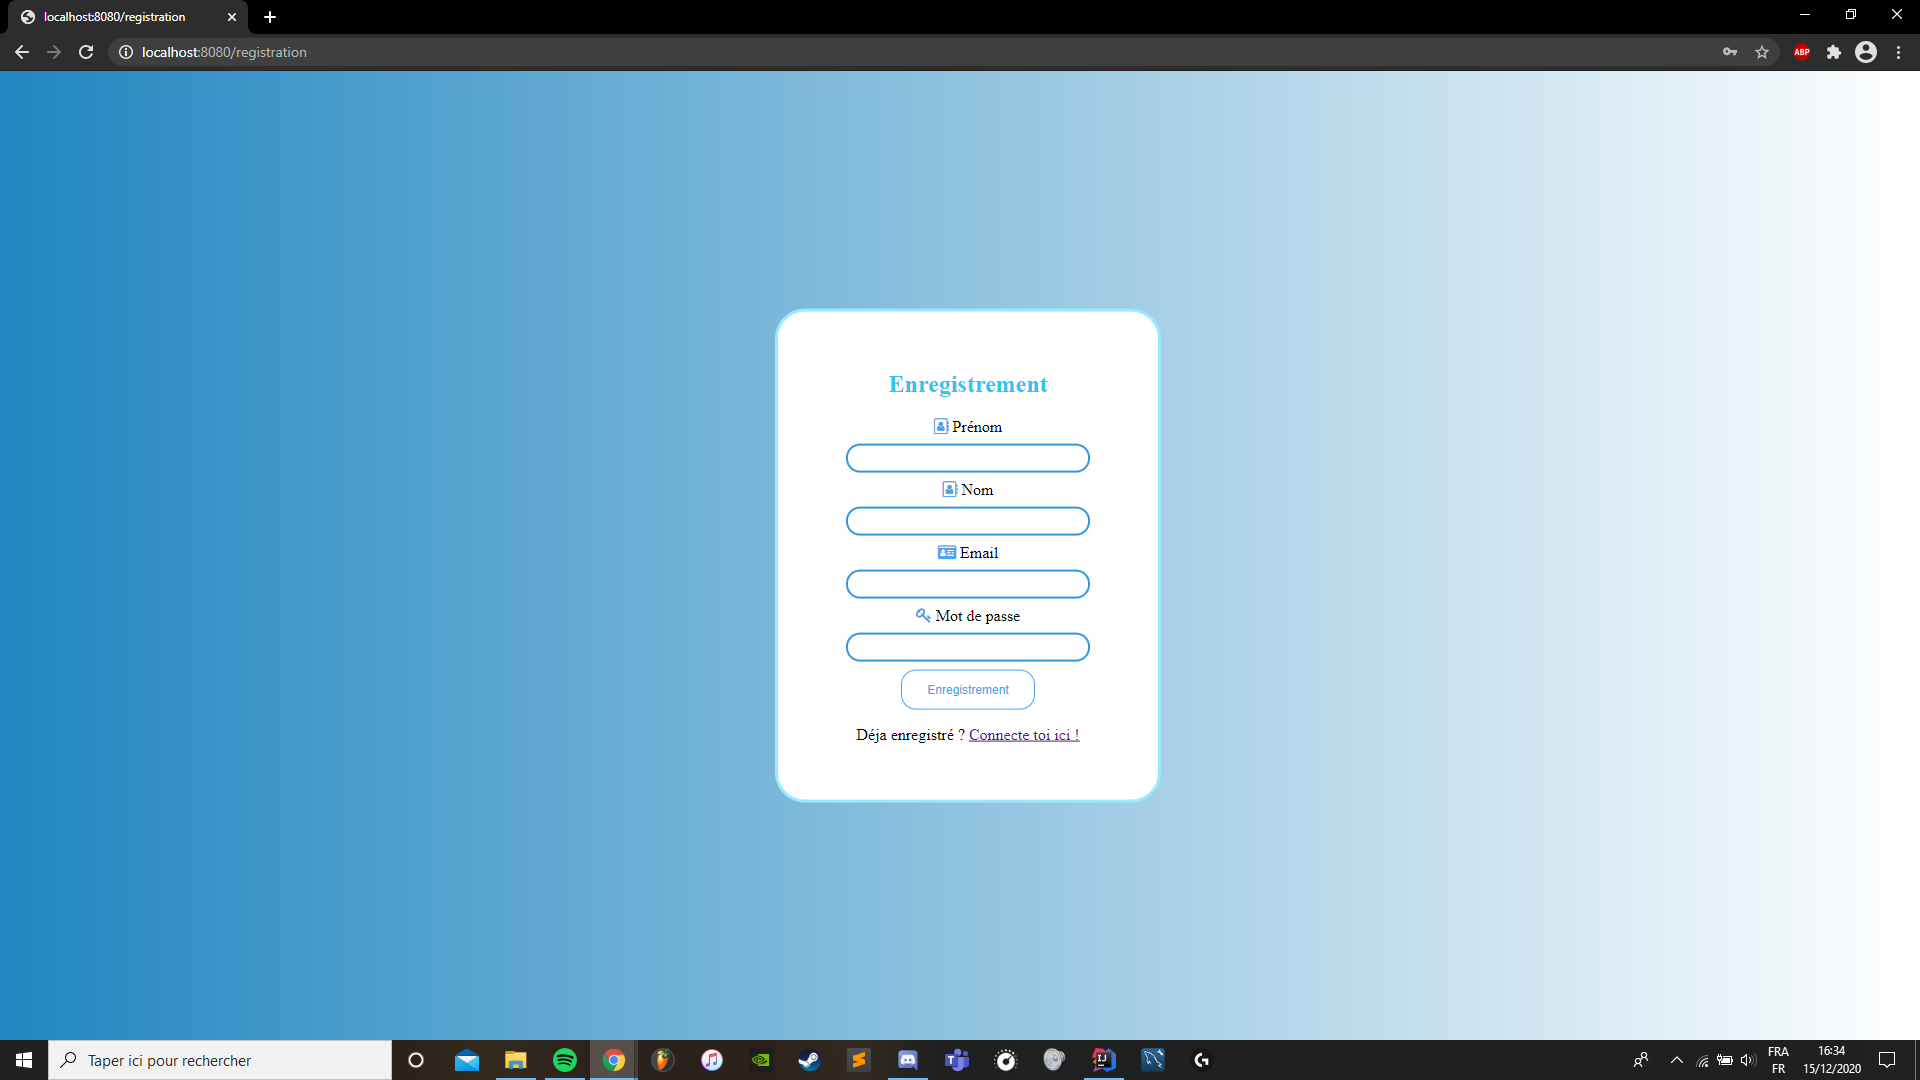 localhost:8080/registration
localhost:8080/registration
ABP
Enregistrement
Prénom
Nom
Email
Mot de passe
Enregistrement
Déja enregistré ? Connecte toi ici !
Taper ici pour rechercher
FRA
FR
16:34
15/12/2020